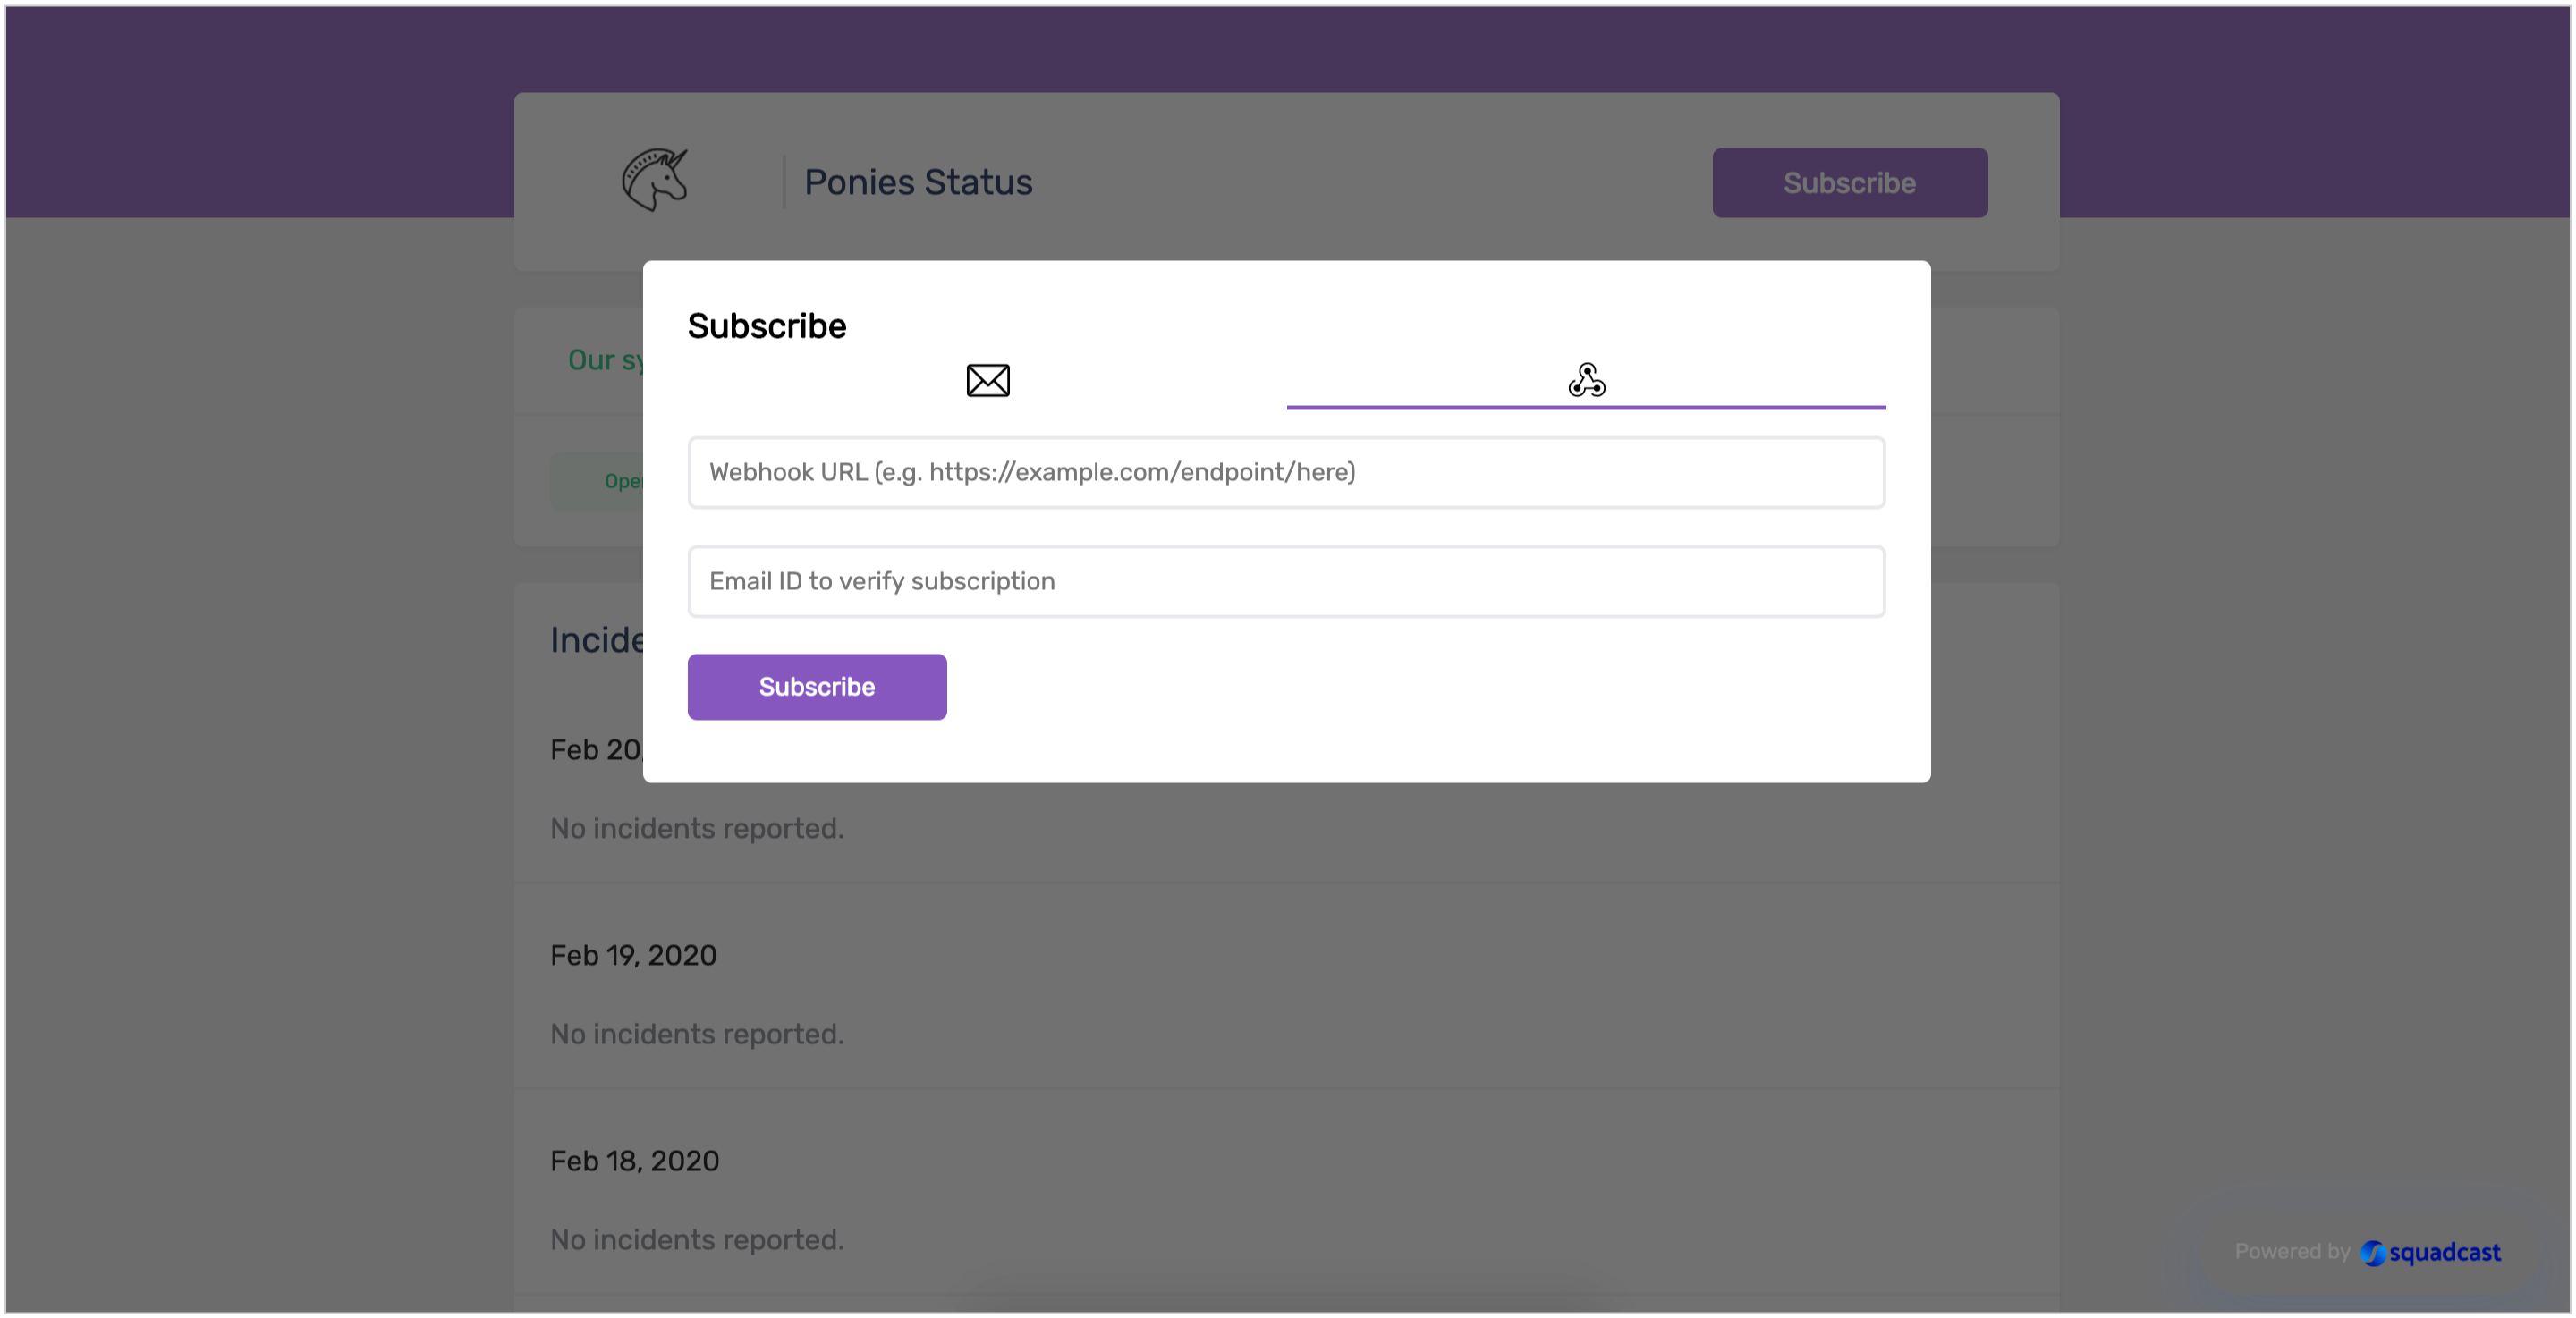 Ponies Status
Subscribe
Subscribe
Our sy
Webhook URL (e.g. https://example.com/endpoint/here)
Oper
Email ID to verify subscription
Incide
Subscribe
Feb 20,
No incidents reported.
Feb 19, 2020
No incidents reported.
Feb 18, 2020
No incidents reported.
Powered by squadcast